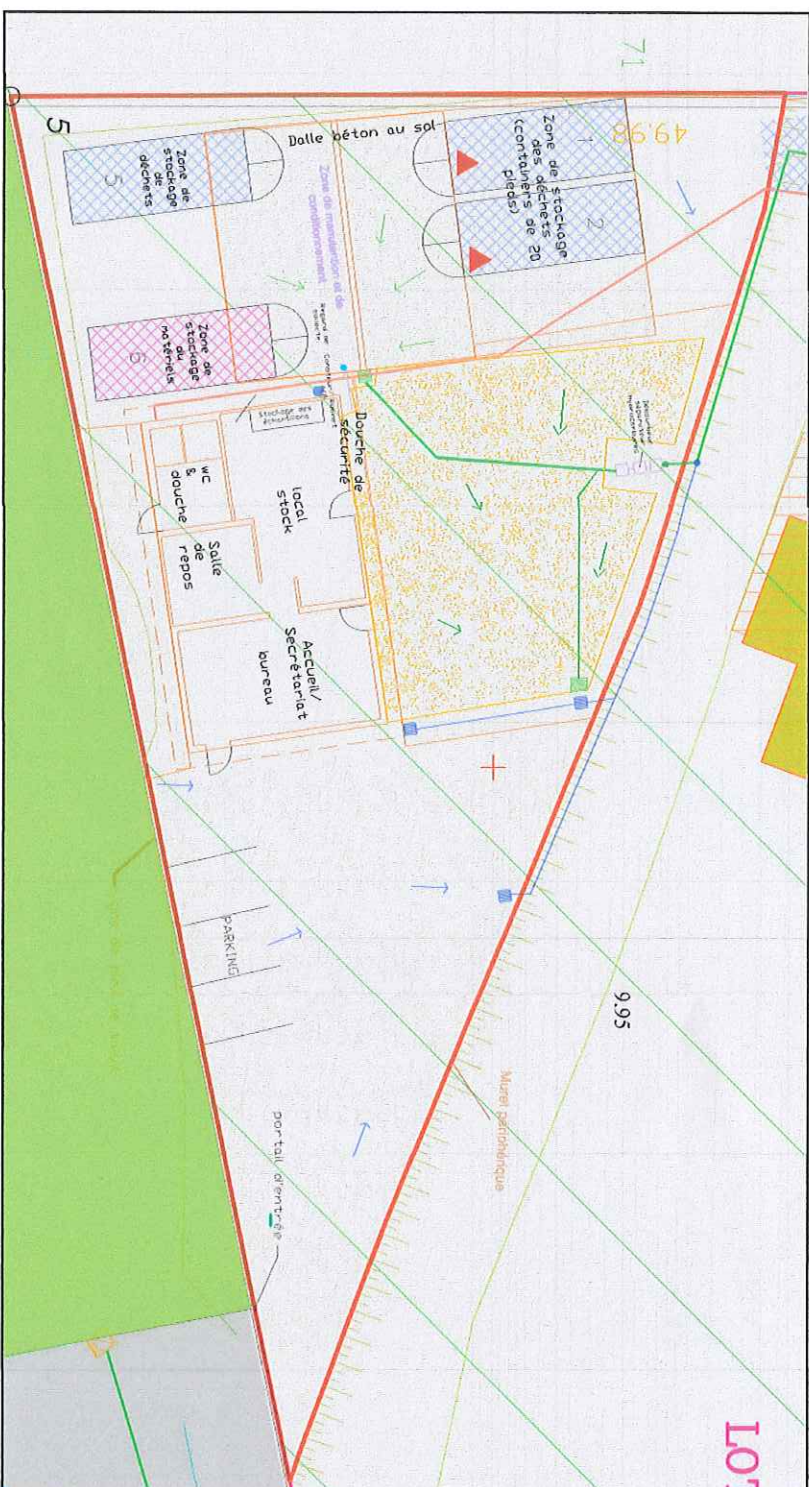 71
49.98
1
2
Zone de stockage
des déchets
(containers de 20
pieds)
Dalle béton au sol
5
Zone de
stockage
de
déchets
5
Zone de manutention et de
conditionnement
Zone de
stockage
du
matériels
6
Stockage des
échantillons
Douche de
sécurité
local
stock
wc
&
douche
Salle
de
repos
Accueil/
Secrétariat
bureau
PARKING
9.95
Muret périphérique
portail d'entrée
LOT